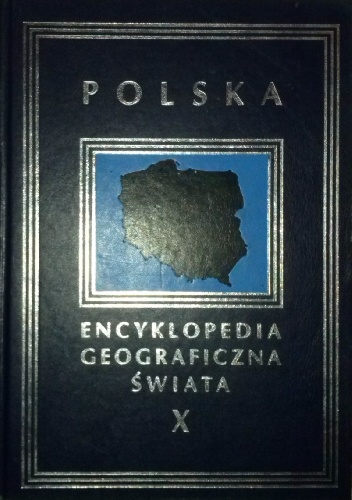 POLSKA
ENCYKLOPEDIA
GEOGRAFICZNA
ŚWIATA
X